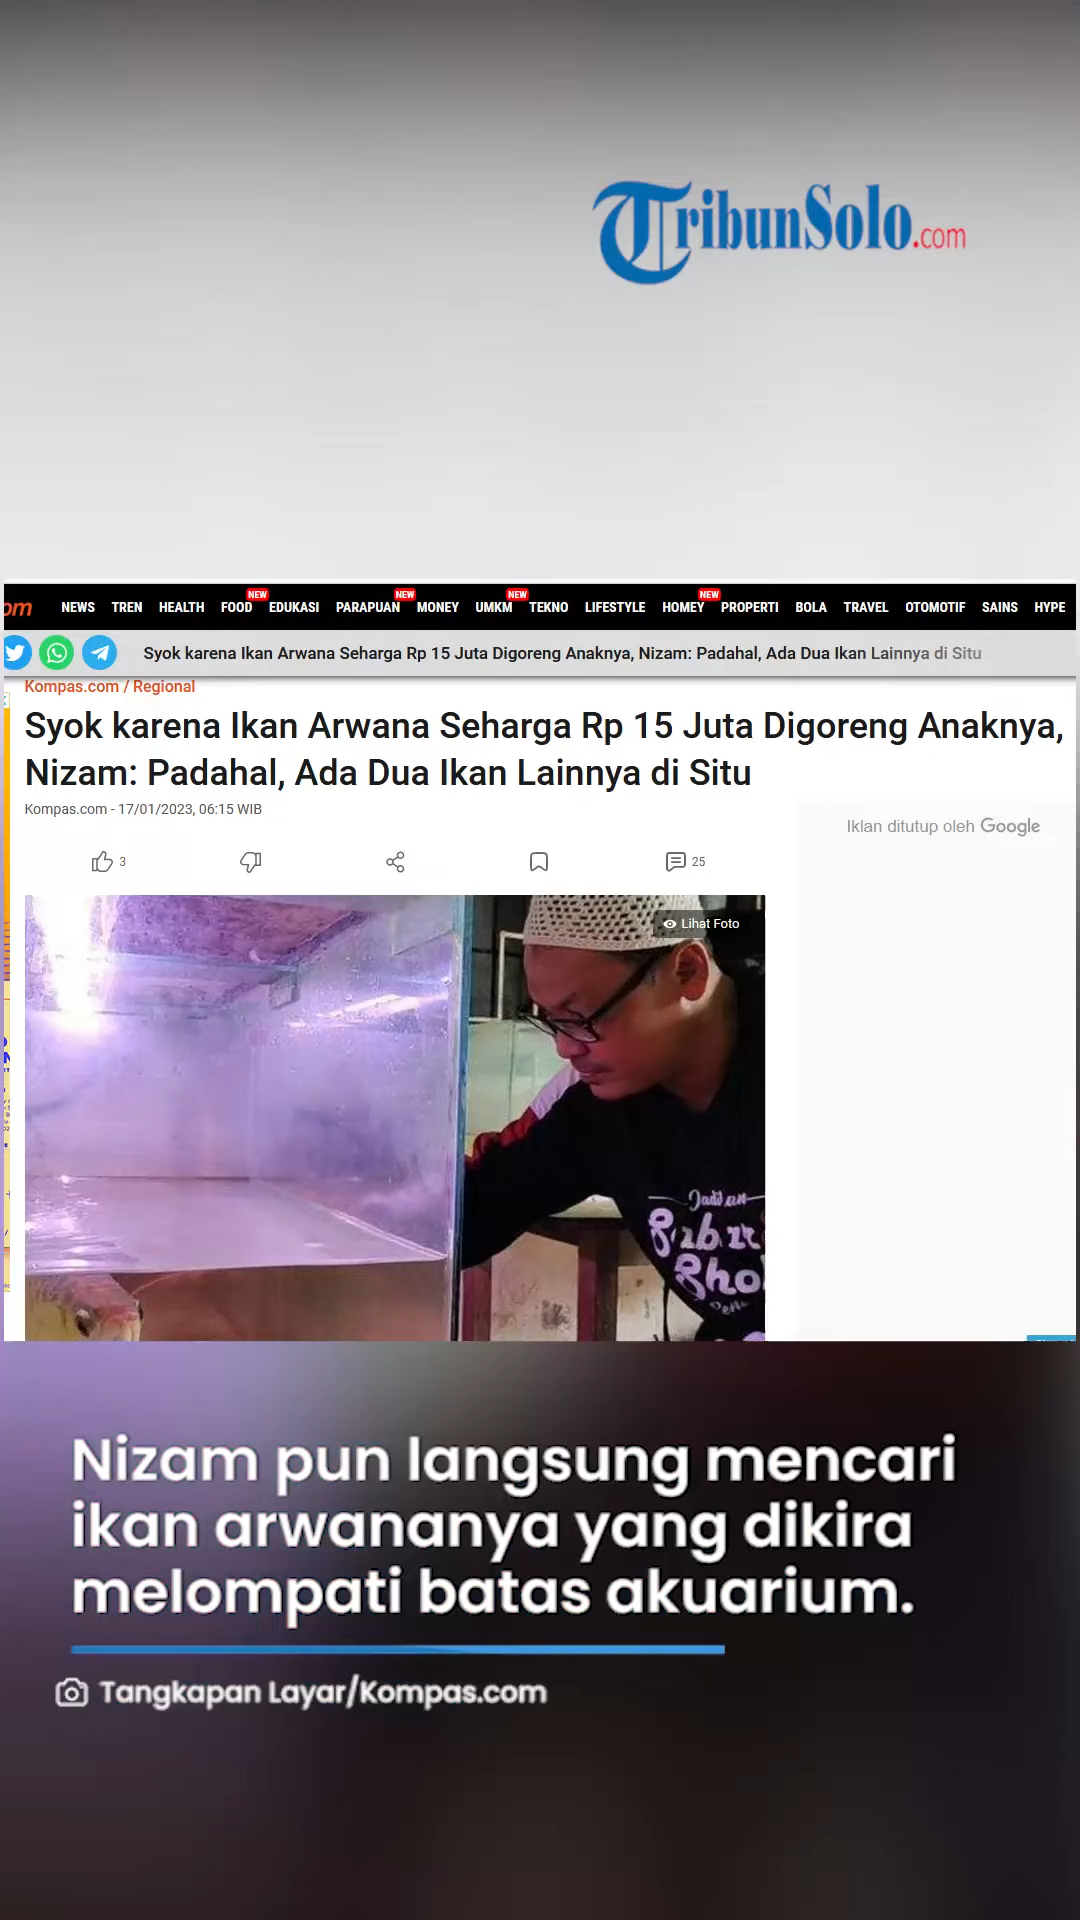 TribunSolo.com
om NEWS TREN HEALTH FOOD NEW EDUKASI PARAPUAN NEW MONEY UMKM NEW TEKNO LIFESTYLE HOMEY NEW PROPERTI BOLA TRAVEL OTOMOTIF SAINS HYPE
Syok karena Ikan Arwana Seharga Rp 15 Juta Digoreng Anaknya, Nizam: Padahal, Ada Dua Ikan Lainnya di Situ
Kompas.com / Regional
Syok karena Ikan Arwana Seharga Rp 15 Juta Digoreng Anaknya,
Nizam: Padahal, Ada Dua Ikan Lainnya di Situ
Kompas.com - 17/01/2023, 06:15 WIB
Iklan ditutup oleh Google
3
25
Lihat Foto
Nizam pun langsung mencari
ikan arwananya yang dikira
melompati batas akuarium.
Tangkapan Layar/Kompas.com